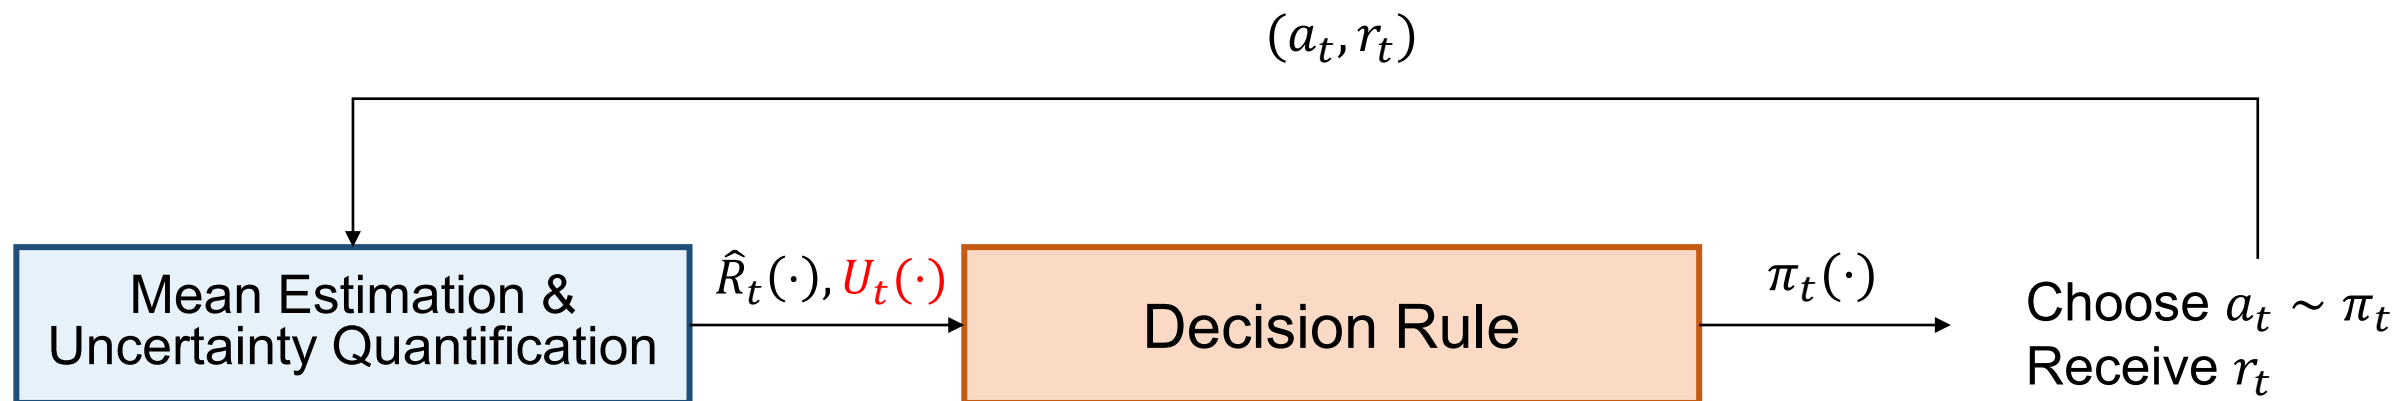 (a_t, r_t)
Mean Estimation &
Uncertainty Quantification
R̂_t(·), U_t(·)
Decision Rule
π_t(·)
Choose a_t ~ π_t
Receive r_t